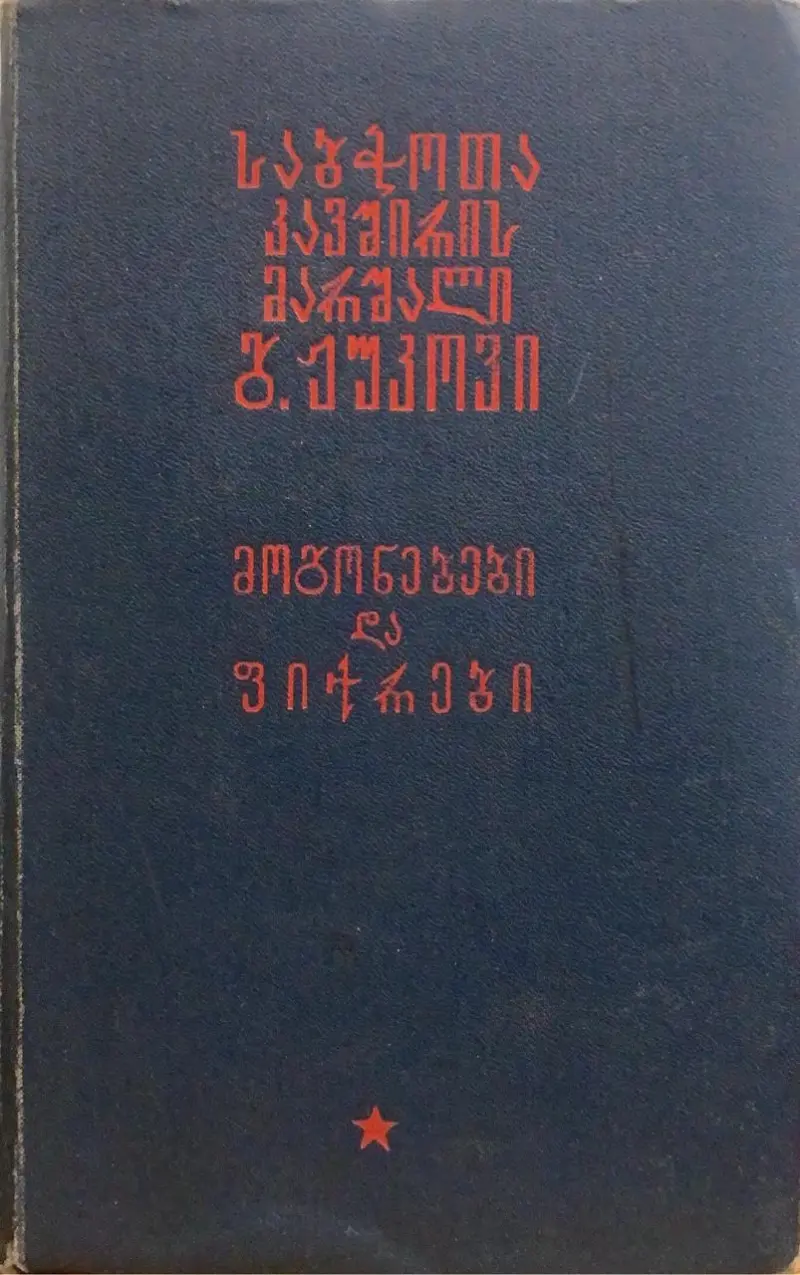 საბჭოთა
კავშირის
მარშალი
გ. ჟუკოვი
მოგონებები
და
ფიქრები